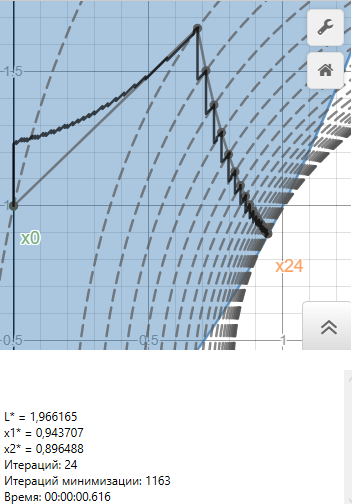 1.5
1
x0
x24
0.5
0.5
1
L* = 1,966165
x1* = 0,943707
x2* = 0,896488
Итераций: 24
Итераций минимизации: 1163
Время: 00:00:00.616